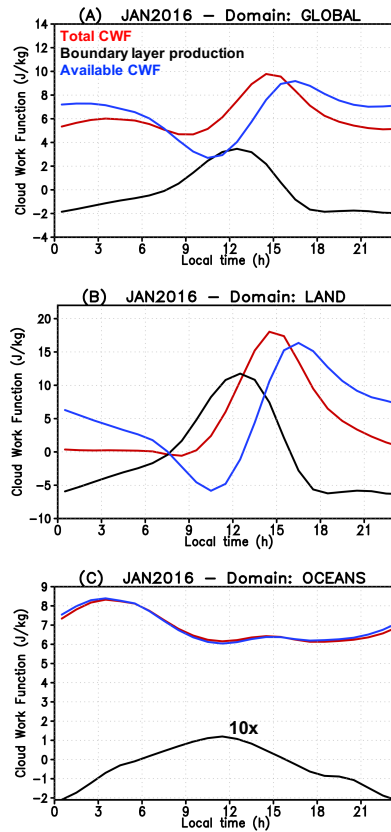 (A) JAN2016 – Domain: GLOBAL
Total CWF
Boundary layer production
Available CWF
Cloud Work Function (J/kg)
14
12
10
8
6
4
2
0
−2
−4
0 3 6 9 12 15 18 21
Local time (h)
(B) JAN2016 – Domain: LAND
Cloud Work Function (J/kg)
20
15
10
5
0
−5
−10
0 3 6 9 12 15 18 21
Local time (h)
(C) JAN2016 – Domain: OCEANS
Cloud Work Function (J/kg)
9
8
7
6
5
4
3
2
1
0
−1
−2
10x
0 3 6 9 12 15 18 21
Local time (h)